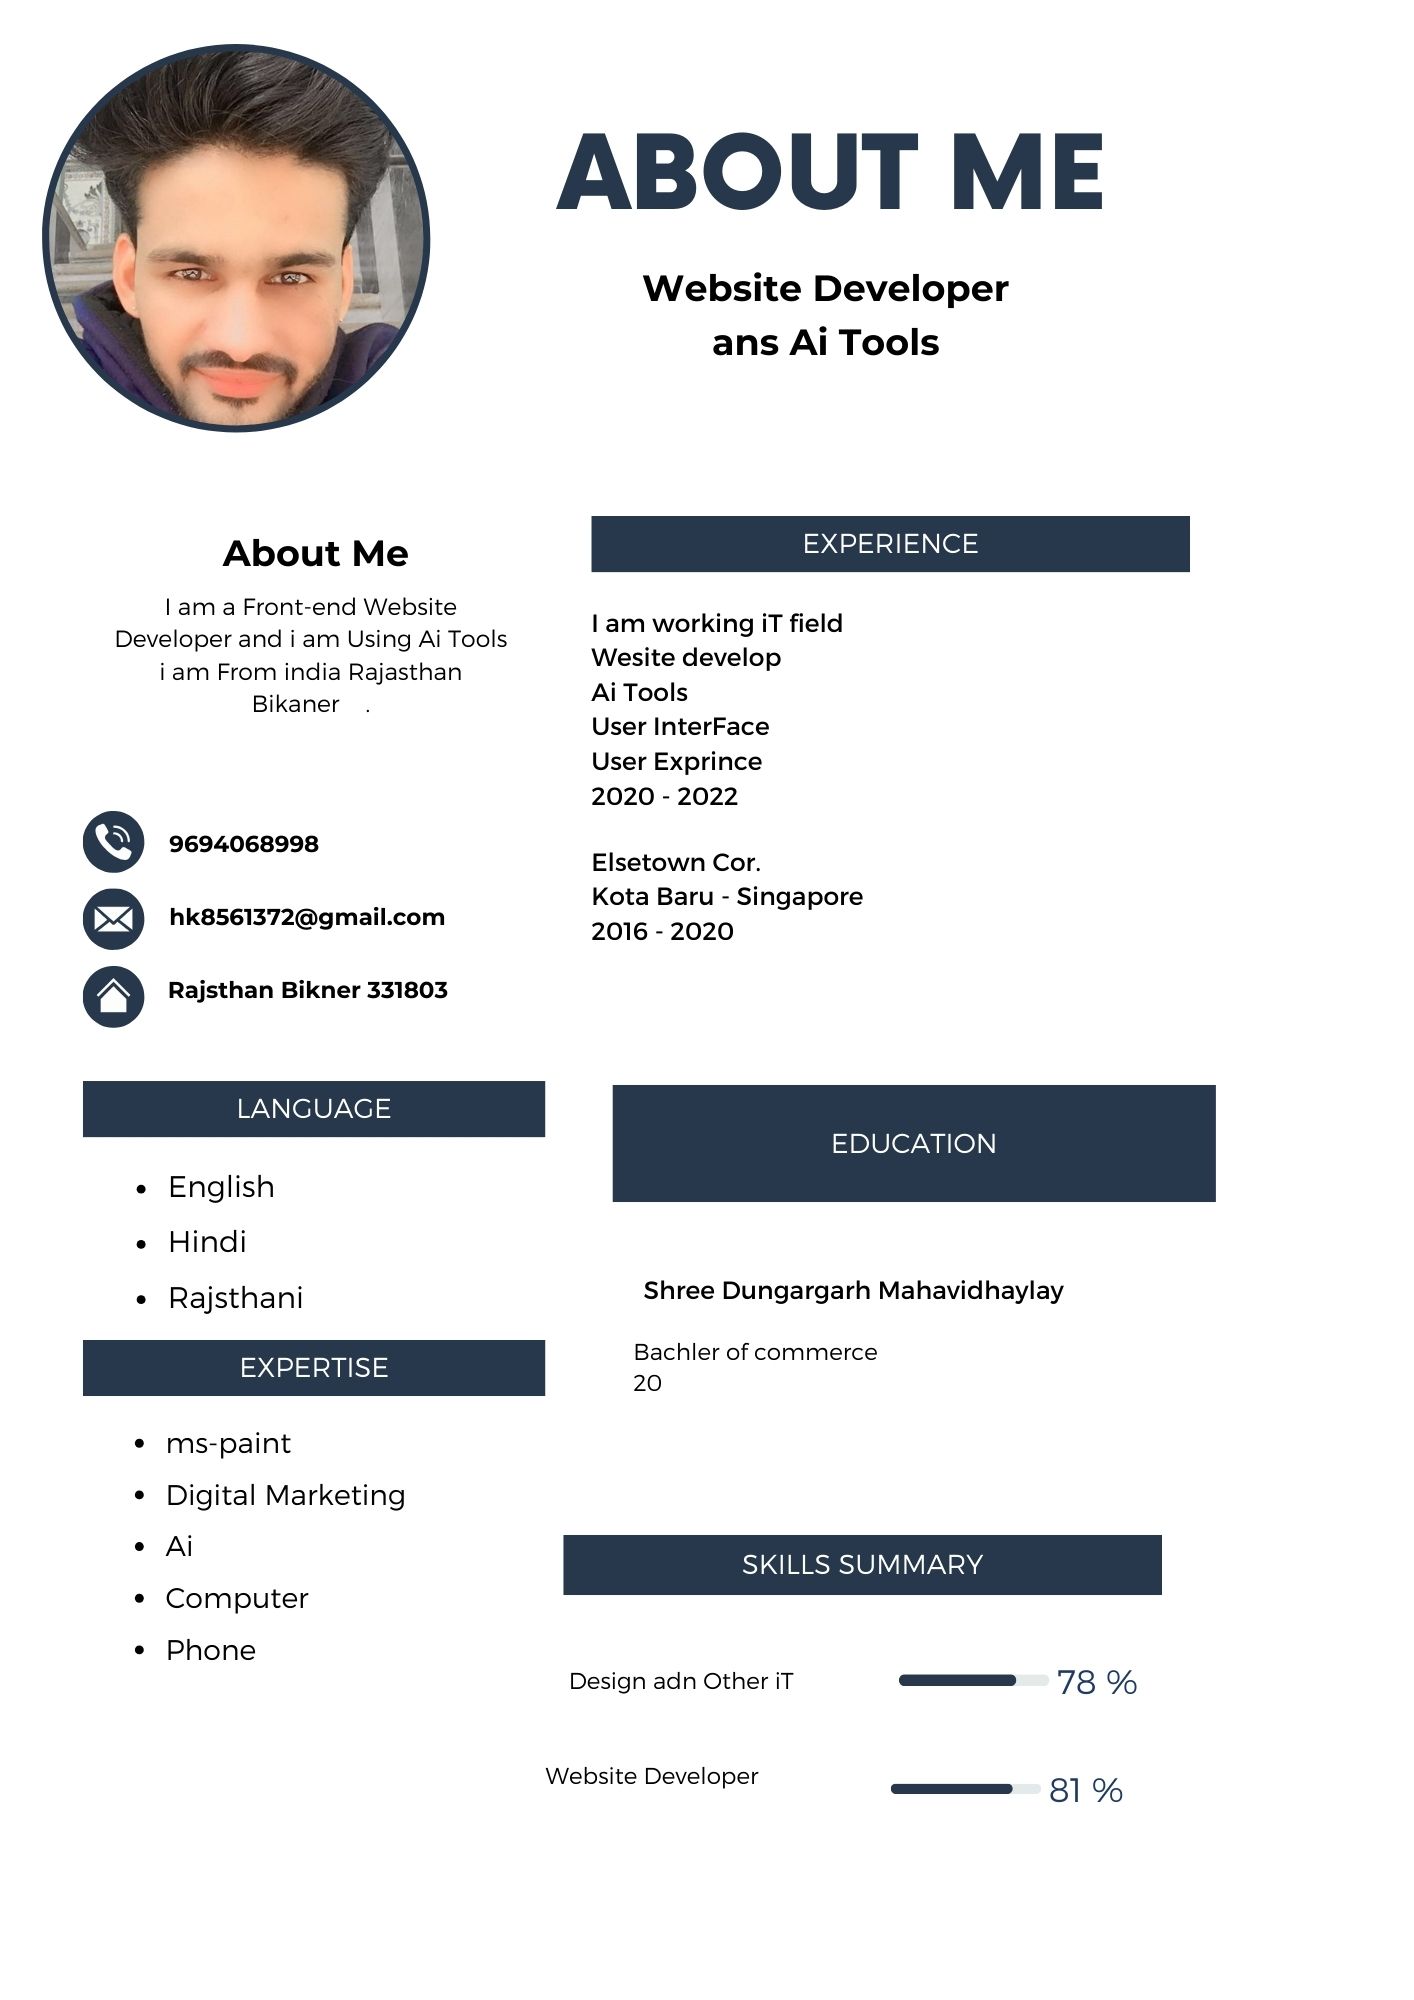 ABOUT ME
Website Developer
ans Ai Tools
About Me
I am a Front-end Website
Developer and i am Using Ai Tools
i am From india Rajasthan
Bikaner .
9694068998
hk8561372@gmail.com
Rajsthan Bikner 331803
LANGUAGE
English
Hindi
Rajsthani
EXPERTISE
ms-paint
Digital Marketing
Ai
Computer
Phone
EXPERIENCE
I am working iT field
Wesite develop
Ai Tools
User InterFace
User Exprince
2020 - 2022
Elsetown Cor.
Kota Baru - Singapore
2016 - 2020
EDUCATION
Shree Dungargarh Mahavidhaylay
Bachler of commerce
20
SKILLS SUMMARY
Design adn Other iT 78 %
Website Developer 81 %